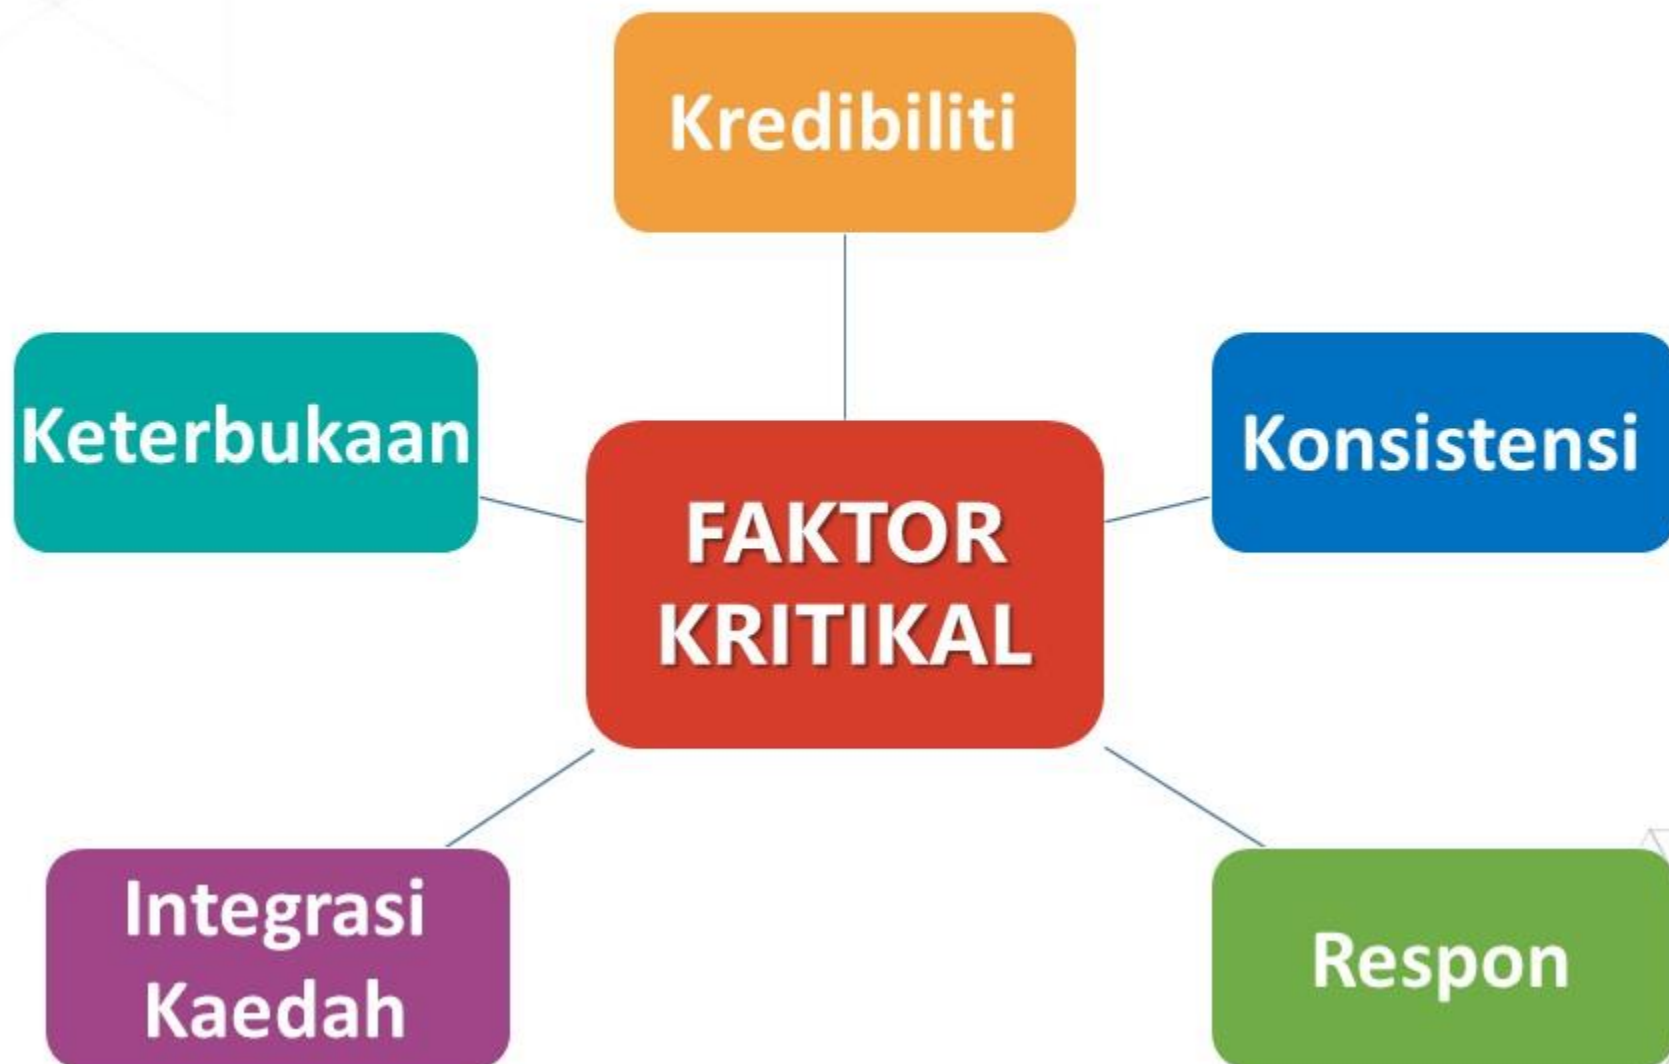 Kredibiliti
Keterbukaan
Konsistensi
FAKTOR
KRITIKAL
Integrasi
Kaedah
Respon